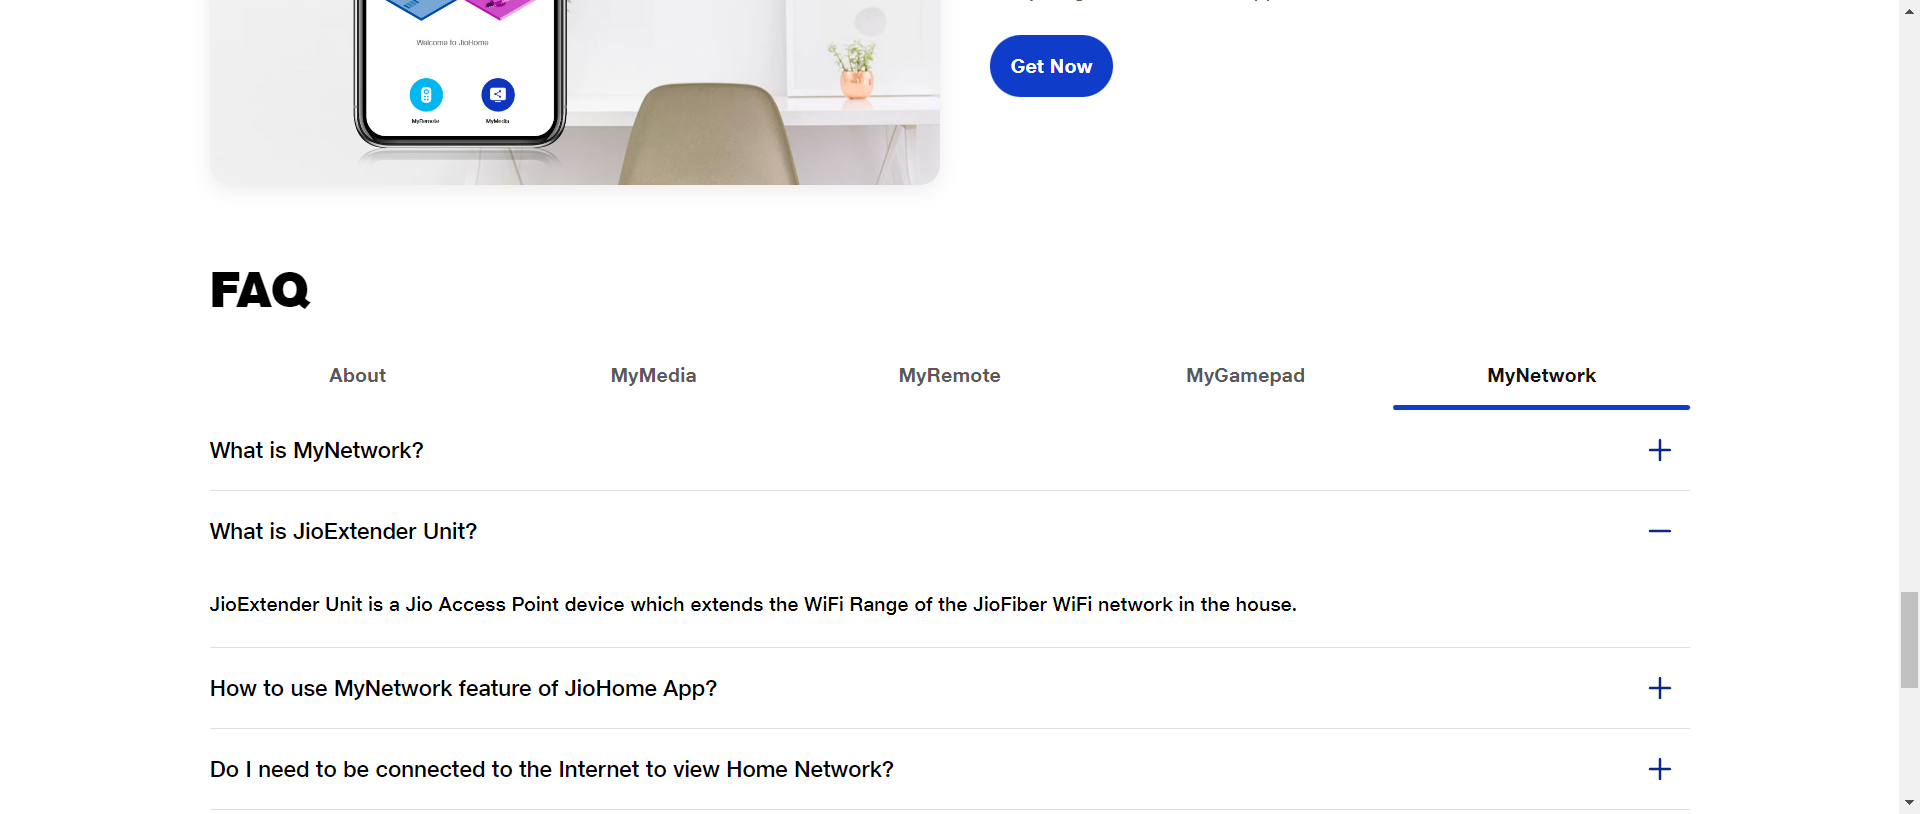 Welcome to JioHome
MyRemote
MyMedia
Get Now
FAQ
About
MyMedia
MyRemote
MyGamepad
MyNetwork
What is MyNetwork?
What is JioExtender Unit?
JioExtender Unit is a Jio Access Point device which extends the WiFi Range of the JioFiber WiFi network in the house.
How to use MyNetwork feature of JioHome App?
Do I need to be connected to the Internet to view Home Network?